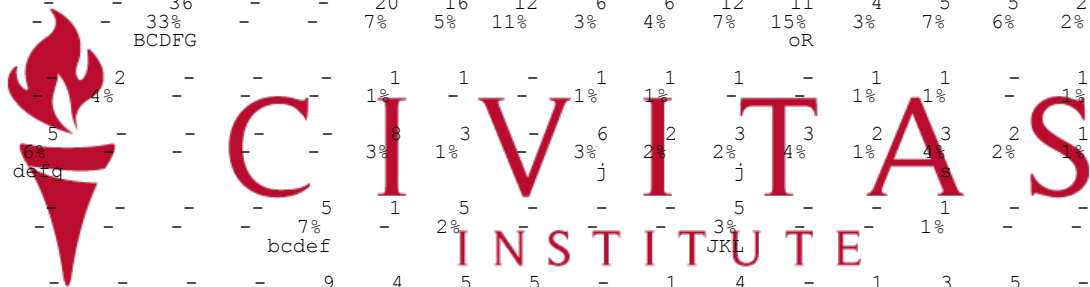 - - 36 - - 20 16 12 6 6 12 11 4 5 5 2
- 33% - - 7% 5% 11% 3% 4% 7% 15% 3% 7% 6% 2%
BCDFG oR
- 2 - - - 1 1 - 1 1 1 - 1 1 - 1
- 4% - - - 1% - - 1% 1% - - 1% 1% - 1%
CIVITAS
5 - - - - 8 3 - 6 2 3 3 2 3 2 1
6% - - - - 3% 1% - 3% 2% 2% 4% 1% 4% 2% 1%
defg j j s
- - - - 5 1 5 - - - 5 - - 1 - -
- - - - 7% - 2% - - - 3% - - 1% - -
bcdef JKL
INSTITUTE
- - - - 9 4 5 5 - 1 4 - 1 3 5 -